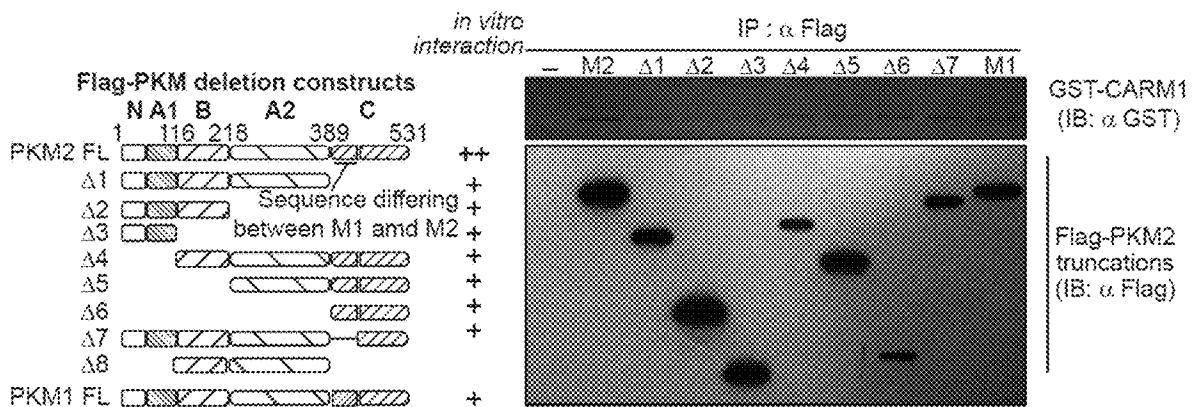 in vitro
interaction
IP : α Flag
– M2 Δ1 Δ2 Δ3 Δ4 Δ5 Δ6 Δ7 M1
GST-CARM1
(IB: α GST)
Flag-PKM deletion constructs
N A1 B A2 C
1 116 218 389 531
PKM2 FL ++
Δ1 +
Sequence differing
Δ2 +
between M1 amd M2
Δ3 +
Δ4 +
Δ5 +
Δ6 +
Δ7 +
Δ8
PKM1 FL +
Flag-PKM2
truncations
(IB: α Flag)